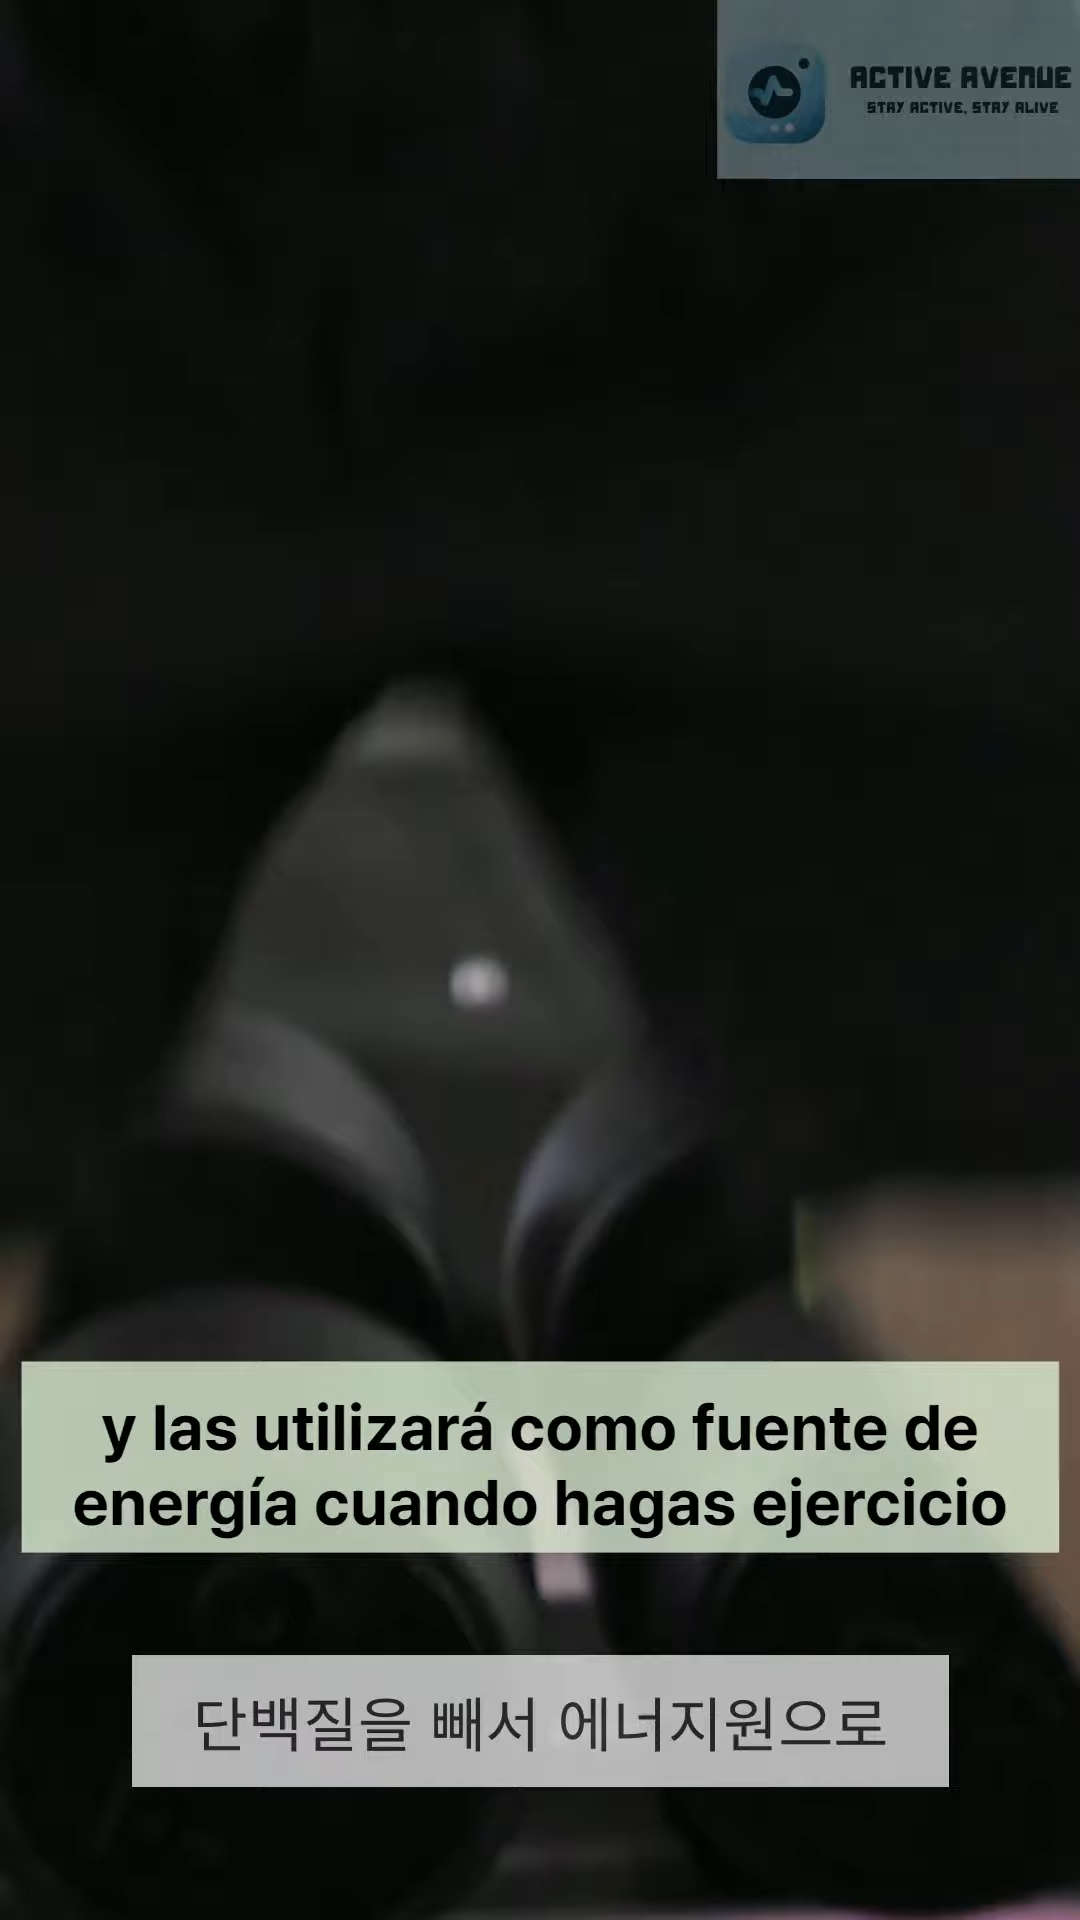 ACTIVE AVENUE
STAY ACTIVE, STAY ALIVE
y las utilizará como fuente de
energía cuando hagas ejercicio
단백질을 빼서 에너지원으로